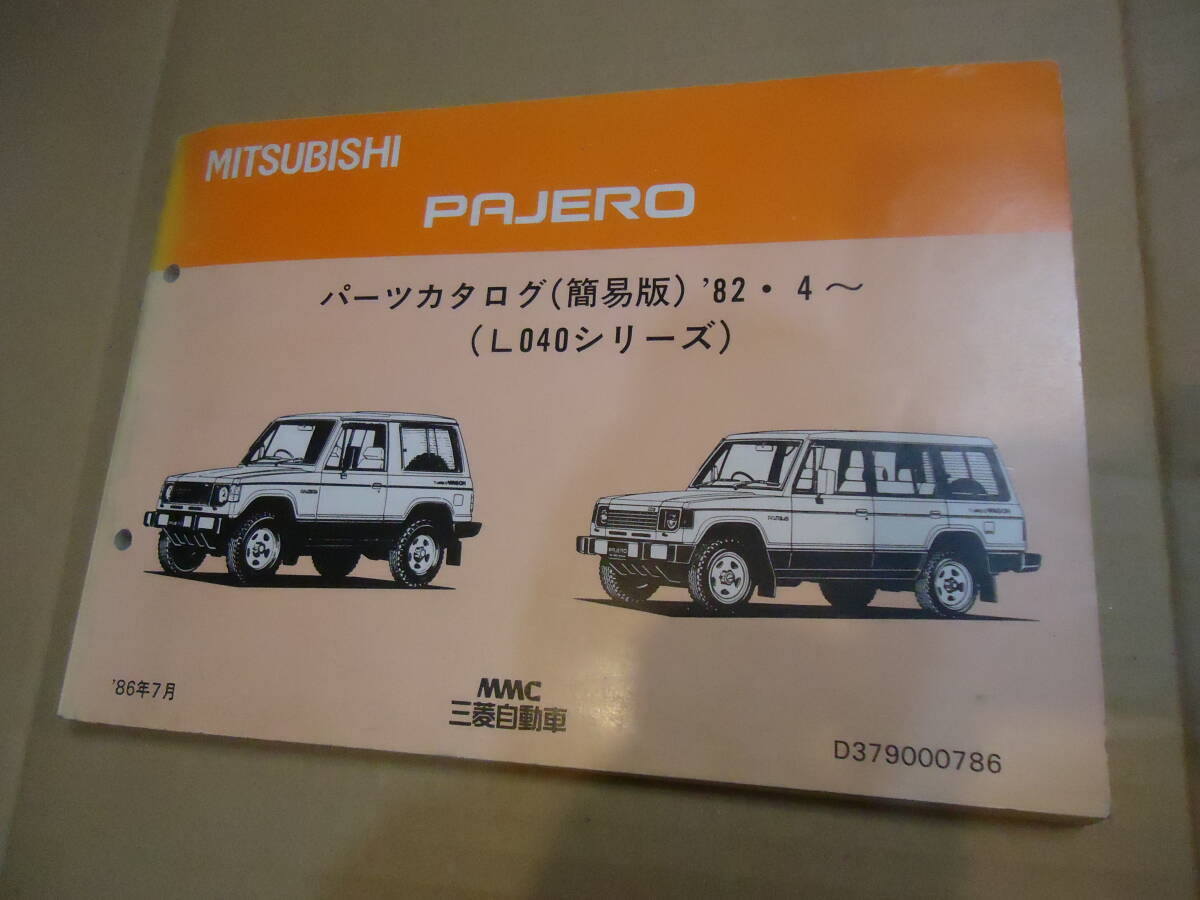 MITSUBISHI
PAJERO
パーツカタログ(簡易版) '82・4〜
(L040シリーズ)
PAJERO
'86年7月
MMC
三菱自動車
D379000786